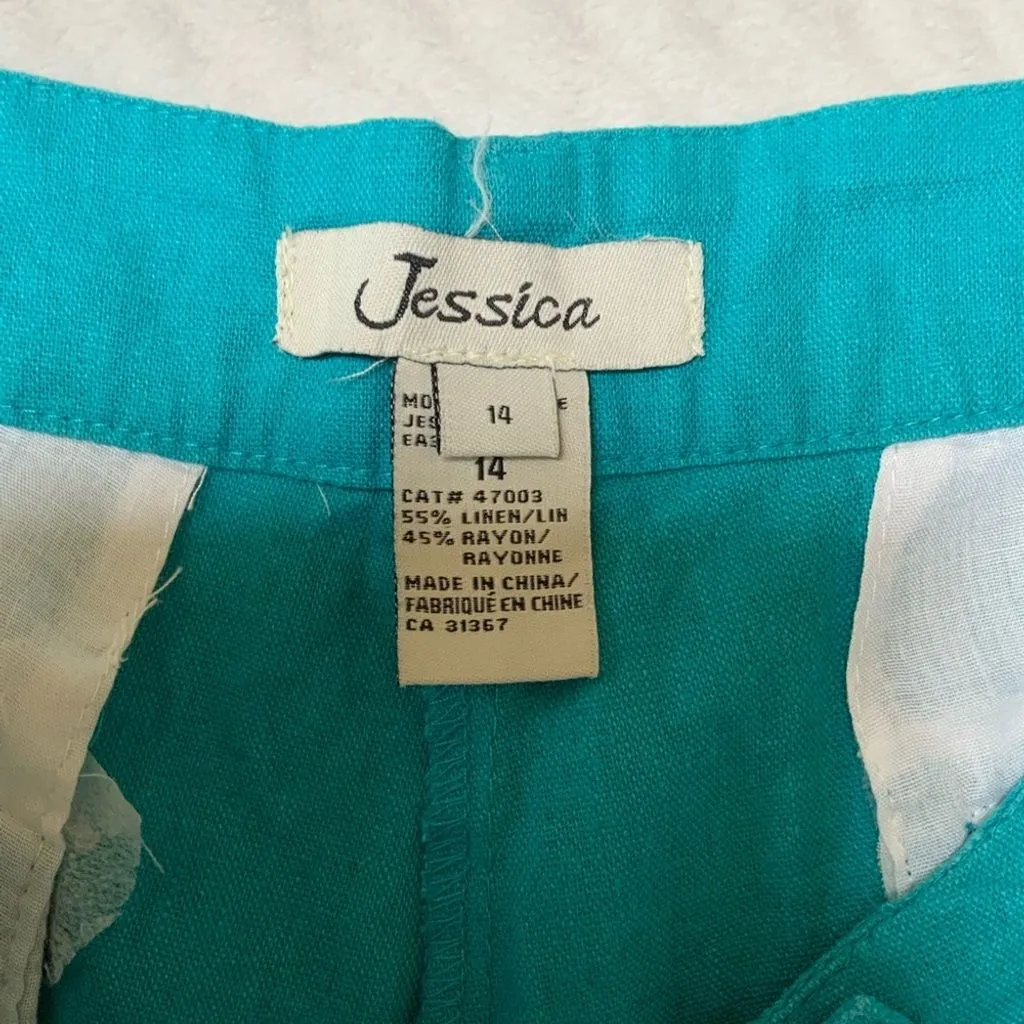 Jessica
14
14
CAT# 47003
55% LINEN/LIN
45% RAYON/
RAYONNE
MADE IN CHINA/
FABRIQUÉ EN CHINE
CA 31367